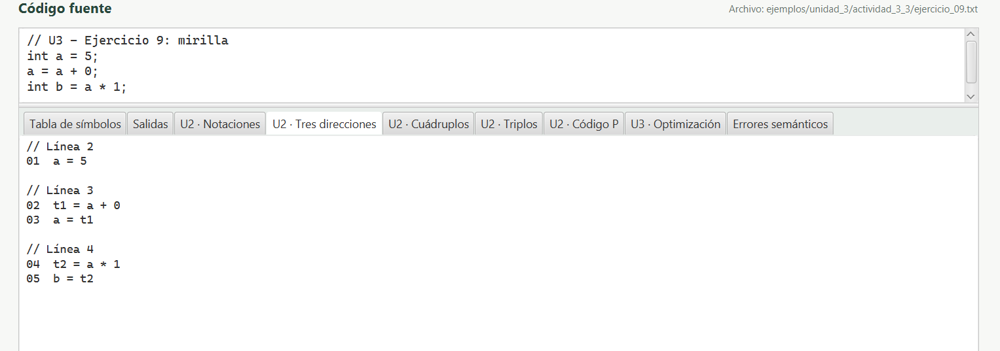 Código fuente
Archivo: ejemplos/unidad_3/actividad_3_3/ejercicio_09.txt
// U3 – Ejercicio 9: mirilla
int a = 5;
a = a + 0;
int b = a * 1;
Tabla de símbolos
Salidas
U2 · Notaciones
U2 · Tres direcciones
U2 · Cuádruplos
U2 · Triplos
U2 · Código P
U3 · Optimización
Errores semánticos
// Línea 2
01  a = 5
// Línea 3
02  t1 = a + 0
03  a = t1
// Línea 4
04  t2 = a * 1
05  b = t2